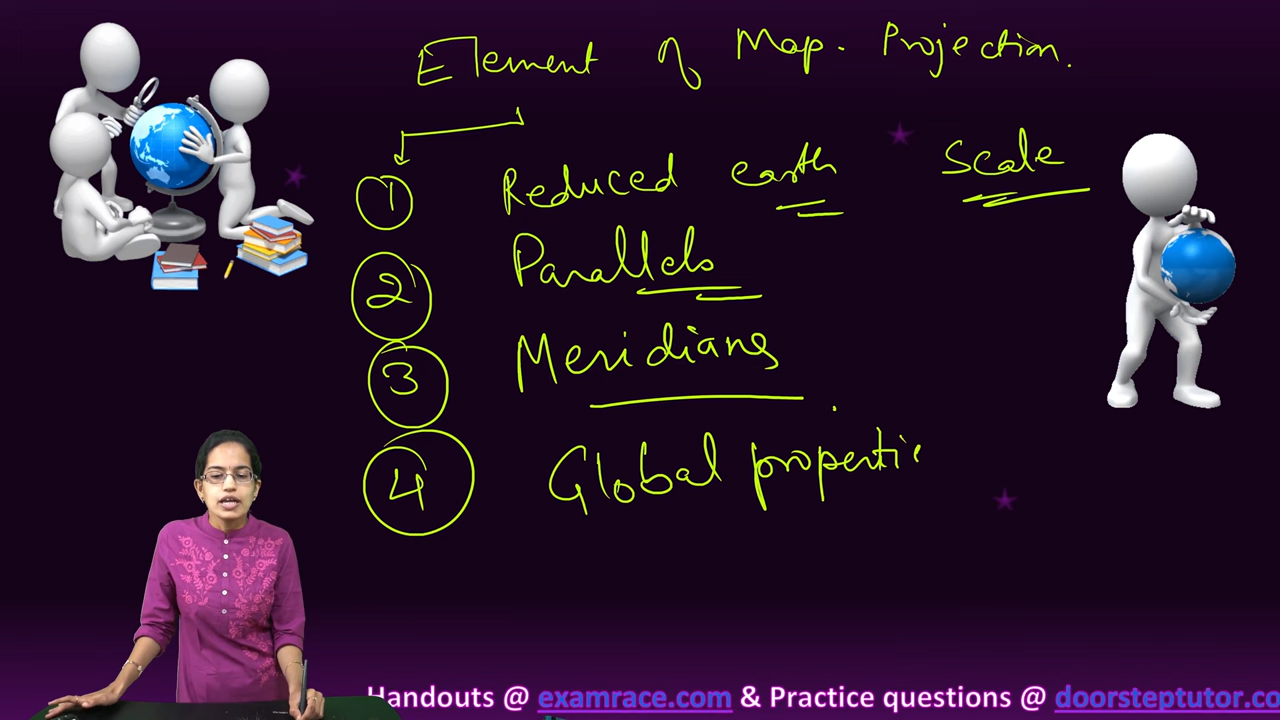 Element of Map. Projection.
1 Reduced earth Scale
2 Parallels
3 Meridians
4 Global properti
Handouts @ examrace.com & Practice questions @ doorsteptutor.co